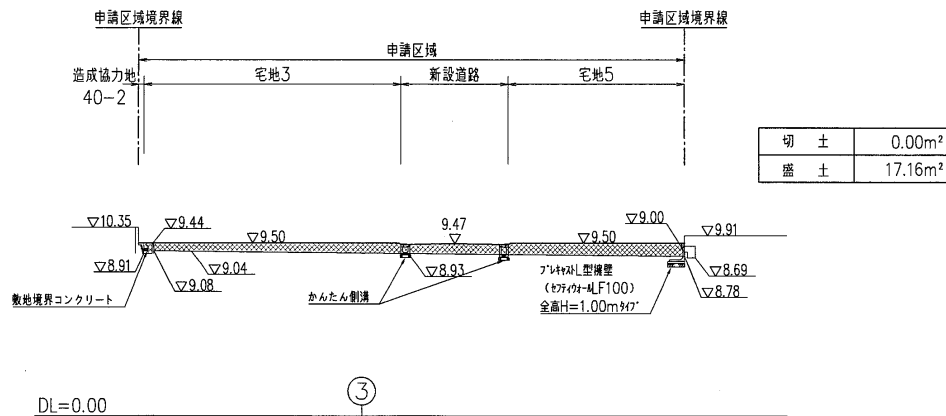 申請区域境界線
申請区域境界線
申請区域
造成協力地
40-2
宅地3
新設道路
宅地5
切土 0.00m²
盛土 17.16m²
▽10.35
▽9.44
▽9.50
9.47
▽
▽9.50
▽9.00
▽9.91
▽8.91
▽9.04
▽9.08
▽8.93
▽8.69
▽8.78
敷地境界コンクリート
かんたん側溝
プレキャストL型擁壁
(セフティウォールLF100)
全高H=1.00mタイプ
DL=0.00
③